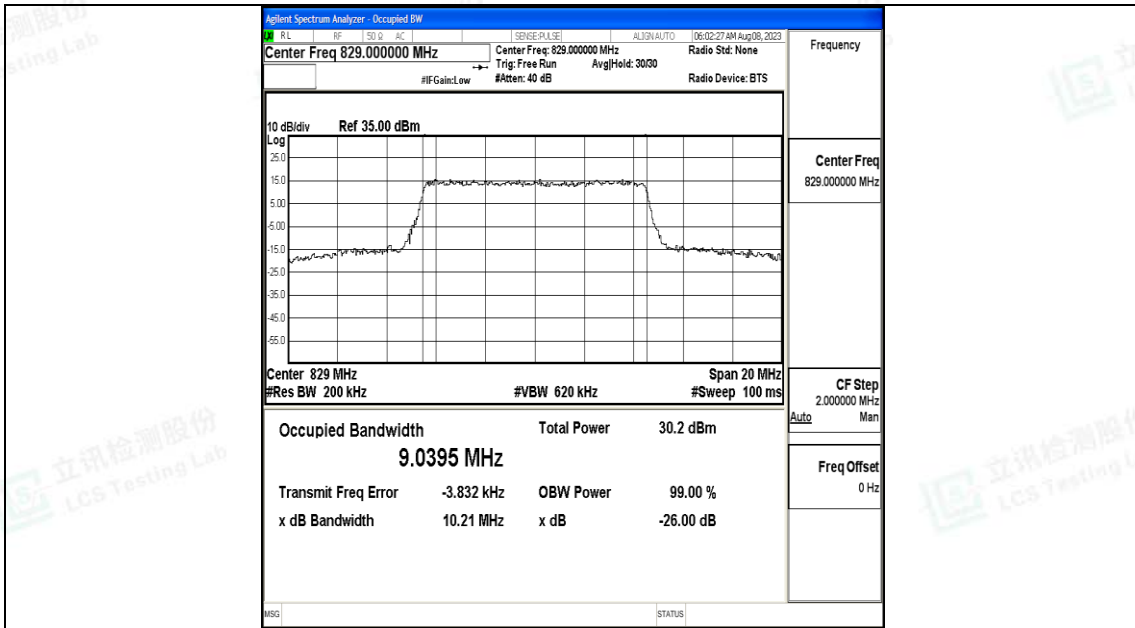 Agilent Spectrum Analyzer - Occupied BW
RL RF 50 Ω AC SENSE:PULSE ALIGN AUTO 06:02:27 AM Aug 08, 2023
Center Freq 829.000000 MHz
Center Freq: 829.000000 MHz Radio Std: None
Trig: Free Run Avg|Hold: 30/30
#IFGain:Low #Atten: 40 dB Radio Device: BTS
Frequency
10 dB/div Ref 35.00 dBm
Log
25.0
15.0
5.00
-5.00
-15.0
-25.0
-35.0
-45.0
-55.0
Center Freq
829.000000 MHz
Center 829 MHz Span 20 MHz
#Res BW 200 kHz #VBW 620 kHz #Sweep 100 ms
CF Step
2.000000 MHz
Auto Man
Occupied Bandwidth Total Power 30.2 dBm
9.0395 MHz
Transmit Freq Error -3.832 kHz OBW Power 99.00 %
x dB Bandwidth 10.21 MHz x dB -26.00 dB
Freq Offset
0 Hz
MSG STATUS
立讯检测股份
LCS Testing Lab